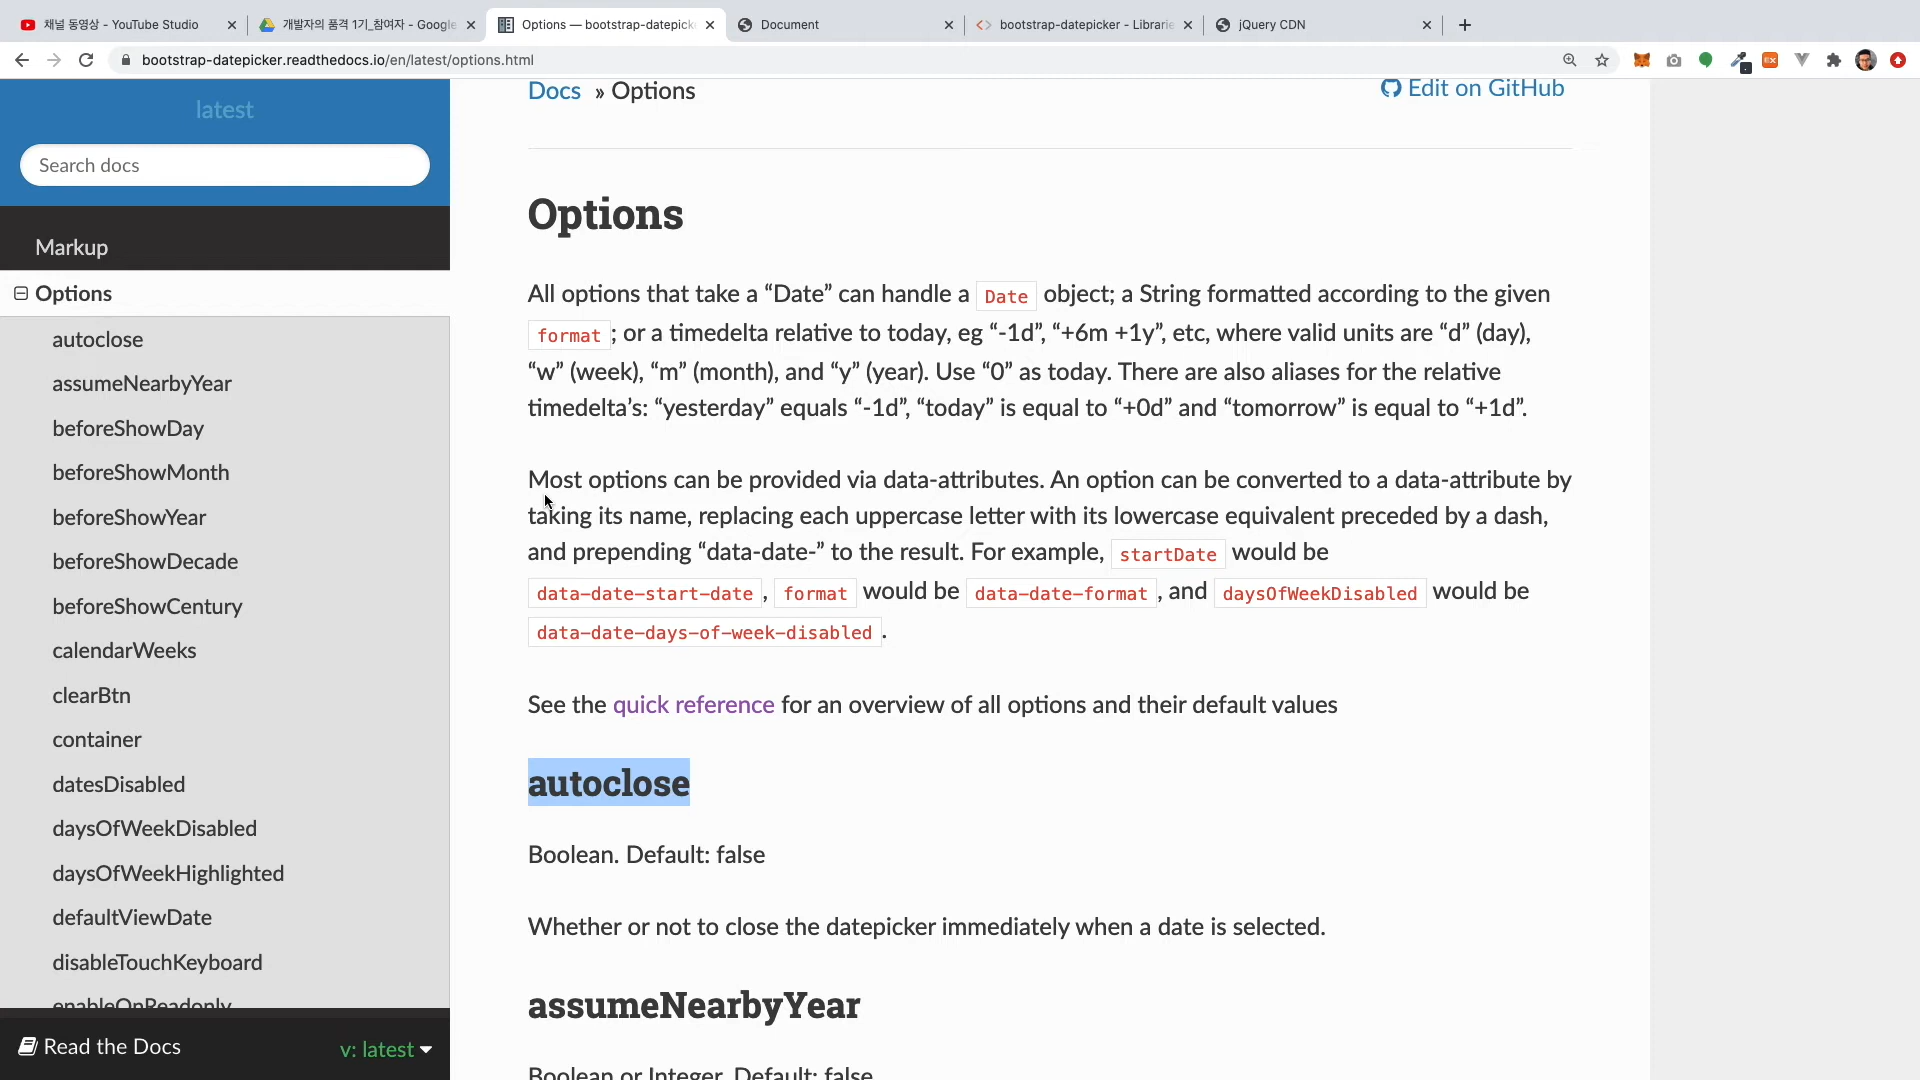 채널 동영상 - YouTube Studio
개발자의 품격 1기_참여자 - Google
Options — bootstrap-datepick
Document
bootstrap-datepicker - Librarie
jQuery CDN
bootstrap-datepicker.readthedocs.io/en/latest/options.html
latest
Search docs
Markup
Options
autoclose
assumeNearbyYear
beforeShowDay
beforeShowMonth
beforeShowYear
beforeShowDecade
beforeShowCentury
calendarWeeks
clearBtn
container
datesDisabled
daysOfWeekDisabled
daysOfWeekHighlighted
defaultViewDate
disableTouchKeyboard
enableOnReadonly
Read the Docs
v: latest
Docs » Options
Edit on GitHub
Options
All options that take a “Date” can handle a Date object; a String formatted according to the given
format ; or a timedelta relative to today, eg “-1d”, “+6m +1y”, etc, where valid units are “d” (day),
“w” (week), “m” (month), and “y” (year). Use “0” as today. There are also aliases for the relative
timedelta’s: “yesterday” equals “-1d”, “today” is equal to “+0d” and “tomorrow” is equal to “+1d”.
Most options can be provided via data-attributes. An option can be converted to a data-attribute by
taking its name, replacing each uppercase letter with its lowercase equivalent preceded by a dash,
and prepending “data-date-” to the result. For example, startDate would be
data-date-start-date , format would be data-date-format , and daysOfWeekDisabled would be
data-date-days-of-week-disabled .
See the quick reference for an overview of all options and their default values
autoclose
Boolean. Default: false
Whether or not to close the datepicker immediately when a date is selected.
assumeNearbyYear
Boolean or Integer. Default: false